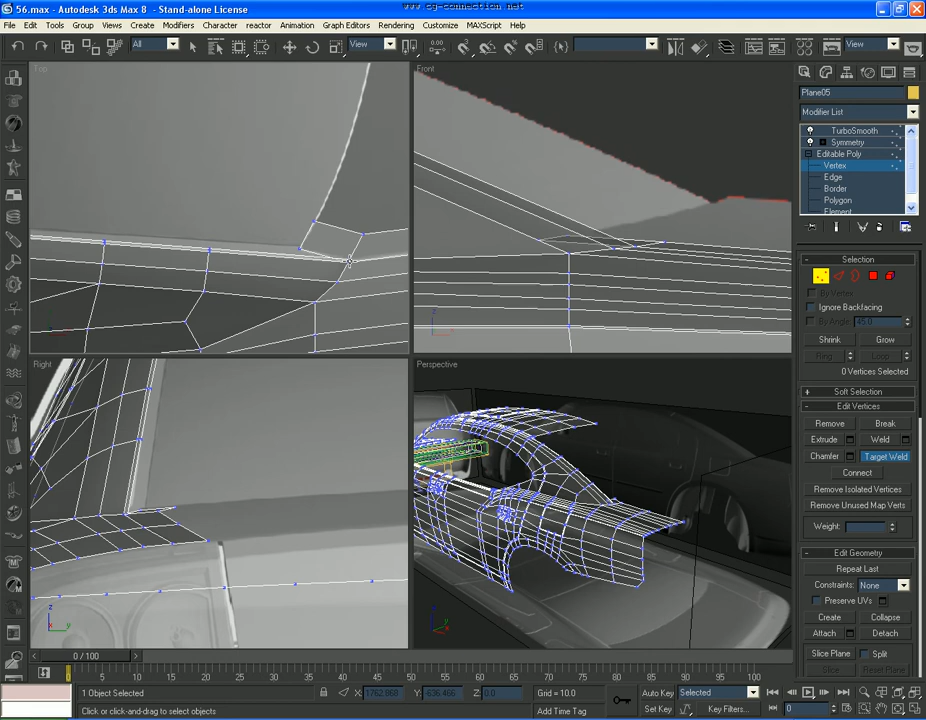 www.cg-connection net
56.max - Autodesk 3ds Max 8 - Stand-alone License
File Edit Tools Group Views Create Modifiers Character reactor Animation Graph Editors Rendering Customize MAXScript Help
All View View
Top Front
Plane05
Modifier List
TurboSmooth
Symmetry
Editable Poly
Vertex
Edge
Border
Polygon
Element
- Selection
By Vertex
Ignore Backfacing
By Angle: 45.0
Shrink Grow
Ring Loop
0 Vertices Selected
+ Soft Selection
- Edit Vertices
Remove Break
Extrude Weld
Chamfer Target Weld
Connect
Remove Isolated Vertices
Remove Unused Map Verts
Weight:
- Edit Geometry
Repeat Last
Constraints: None
Preserve UVs
Create Collapse
Attach Detach
Slice Plane Split
Slice Reset Plane
Right Perspective
z
x
y
0 / 100
0 5 10 15 20 25 30 35 40 45 50 55 60 65 70 75 80 85 90 95 100
1 Object Selected X: 1762.868 Y: -636.466 Z: 0.0 Grid = 10.0 Auto Key Selected
Click or click-and-drag to select objects Add Time Tag Set Key Key Filters... 0